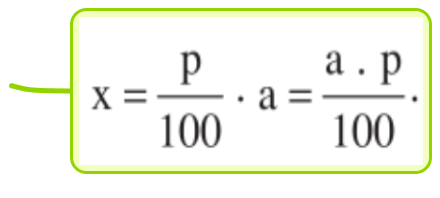 x = p/100 · a = a . p/100 ·